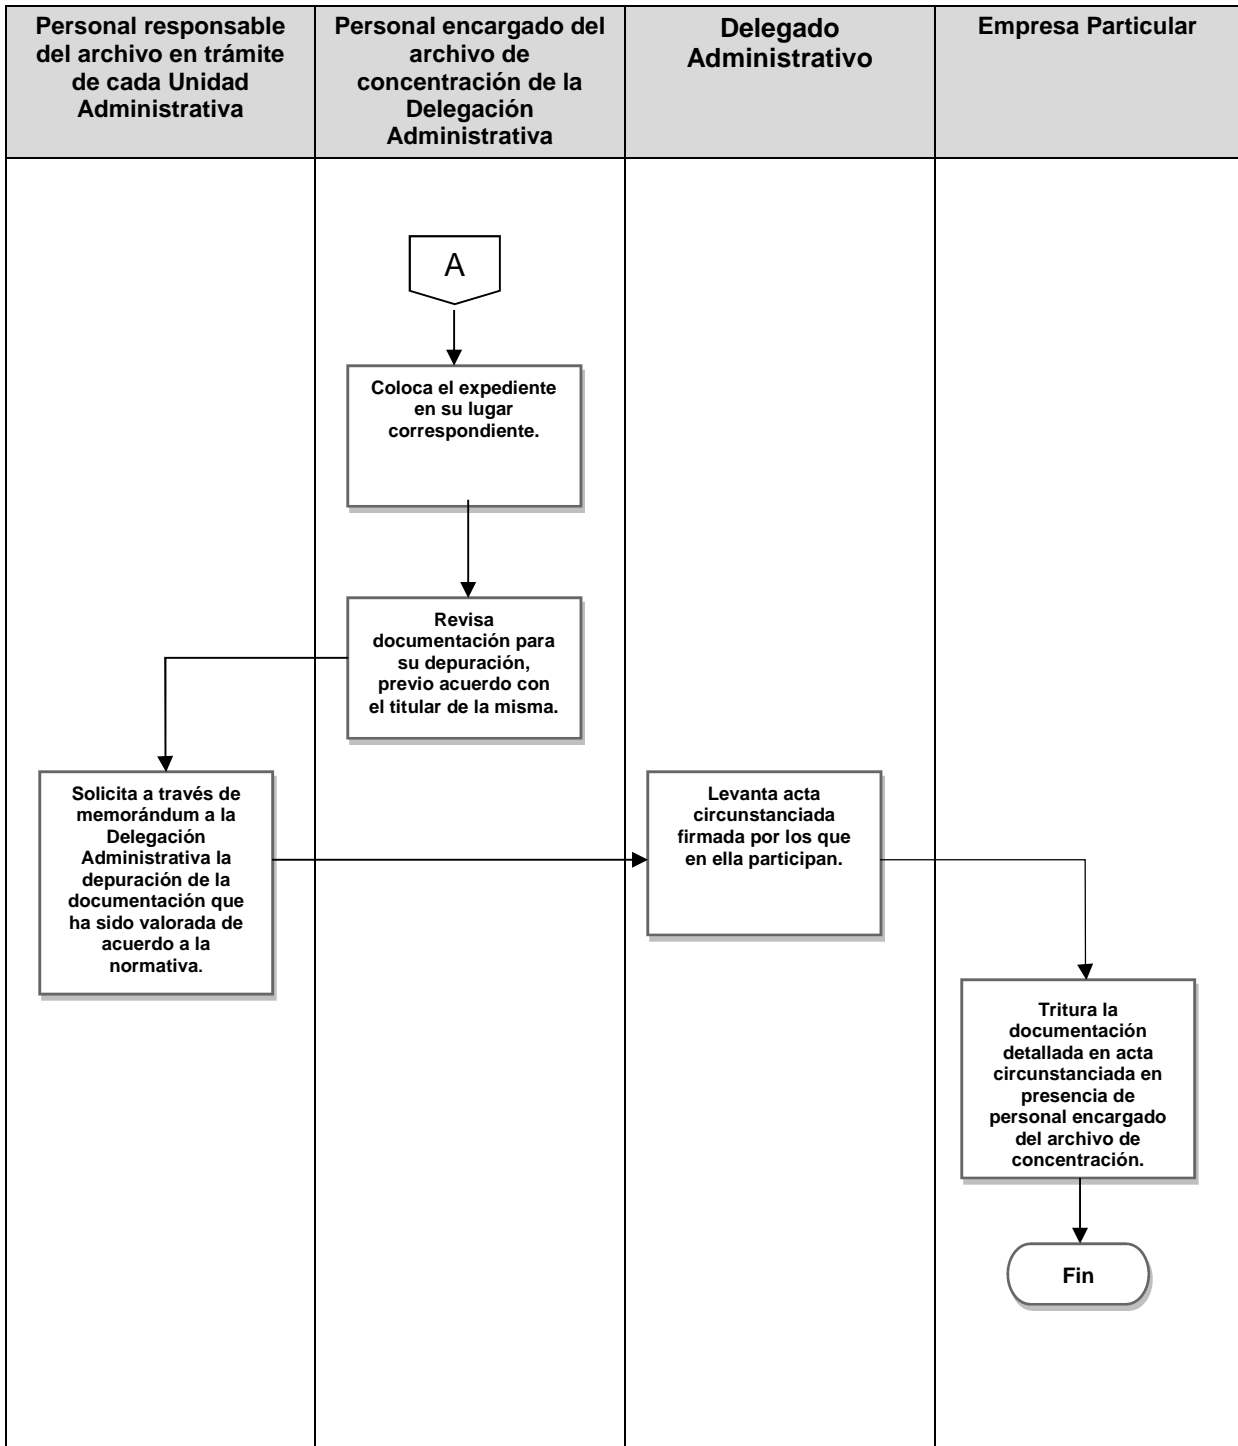 Personal responsable
del archivo en trámite
de cada Unidad
Administrativa
Personal encargado del
archivo de
concentración de la
Delegación
Administrativa
Delegado
Administrativo
Empresa Particular
A
Coloca el expediente
en su lugar
correspondiente.
Revisa
documentación para
su depuración,
previo acuerdo con
el titular de la misma.
Solicita a través de
memorándum a la
Delegación
Administrativa la
depuración de la
documentación que
ha sido valorada de
acuerdo a la
normativa.
Levanta acta
circunstanciada
firmada por los que
en ella participan.
Tritura la
documentación
detallada en acta
circunstanciada en
presencia de
personal encargado
del archivo de
concentración.
Fin